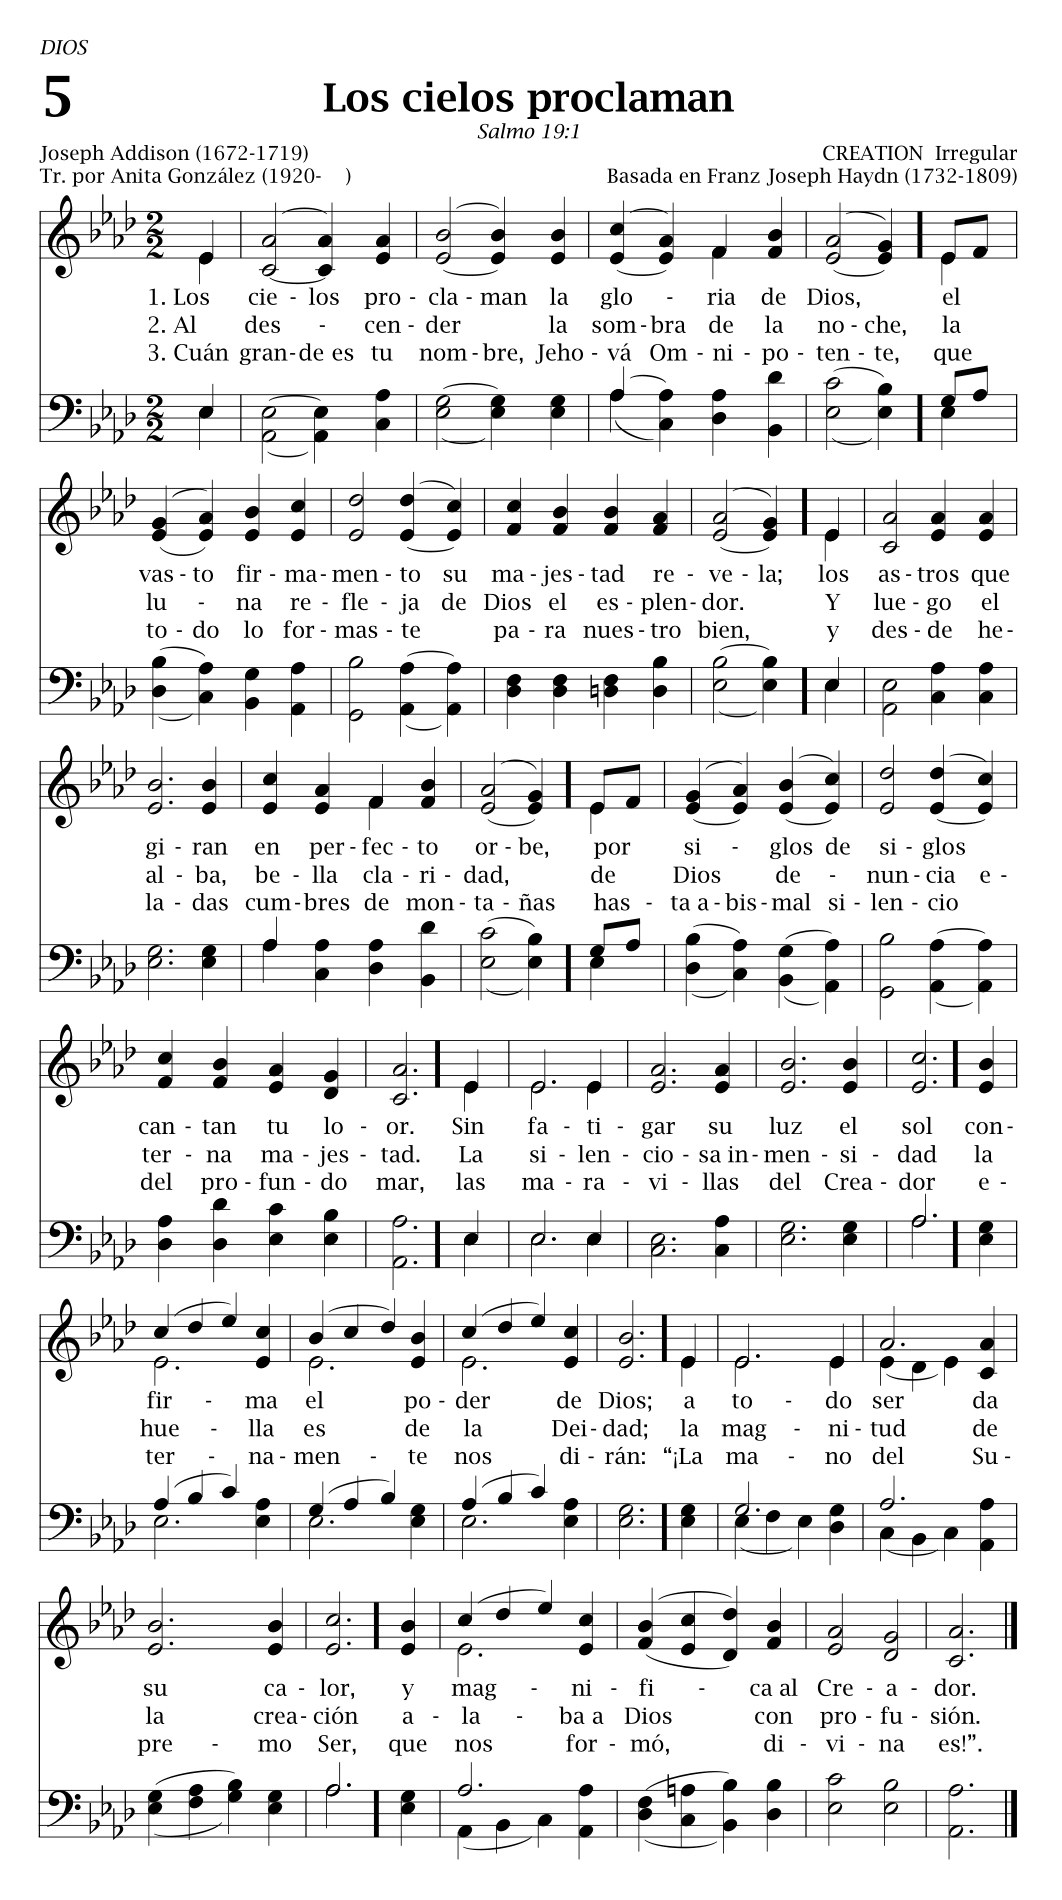 DIOS
5
Los cielos proclaman
Salmo 19:1
Joseph Addison (1672-1719)
CREATION Irregular
Tr. por Anita González (1920- )
Basada en Franz Joseph Haydn (1732-1809)
1. Los cie - los pro - cla - man la glo - ria de Dios, el
2. Al des - cen - der la som - bra de la no - che, la
3. Cuán gran - de es tu nom - bre, Jeho - vá Om - ni - po - ten - te, que
vas - to fir - ma - men - to su ma - jes - tad re - ve - la; los as - tros que
lu - na re - fle - ja de Dios el es - plen - dor. Y lue - go el
to - do lo for - mas - te pa - ra nues - tro bien, y des - de he -
gi - ran en per - fec - to or - be, por si - glos de si - glos
al - ba, be - lla cla - ri - dad, de Dios de - nun - cia e -
la - das cum - bres de mon - ta - ñas has - ta a - bis - mal si - len - cio
can - tan tu lo - or. Sin fa - ti - gar su luz el sol con -
ter - na ma - jes - tad. La si - len - cio - sa in - men - si - dad la
del pro - fun - do mar, las ma - ra - vi - llas del Crea - dor e -
fir - ma el po - der de Dios; a to - do ser da
hue - lla es de la Dei - dad; la mag - ni - tud de
ter - na - men - te nos di - rán: “¡La ma - no del Su -
su ca - lor, y mag - ni - fi - ca al Cre - a - dor.
la crea - ción a - la - ba a Dios con pro - fu - sión.
pre - mo Ser, que nos for - mó, di - vi - na es!”.